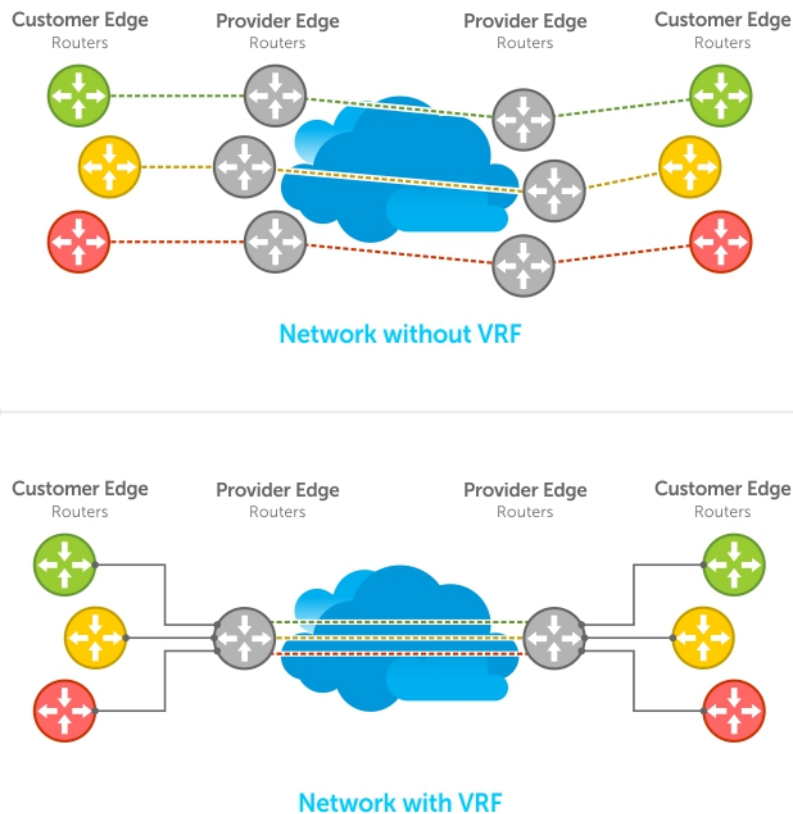 Customer Edge
Routers
Provider Edge
Routers
Provider Edge
Routers
Customer Edge
Routers
Network without VRF
Customer Edge
Routers
Provider Edge
Routers
Provider Edge
Routers
Customer Edge
Routers
Network with VRF